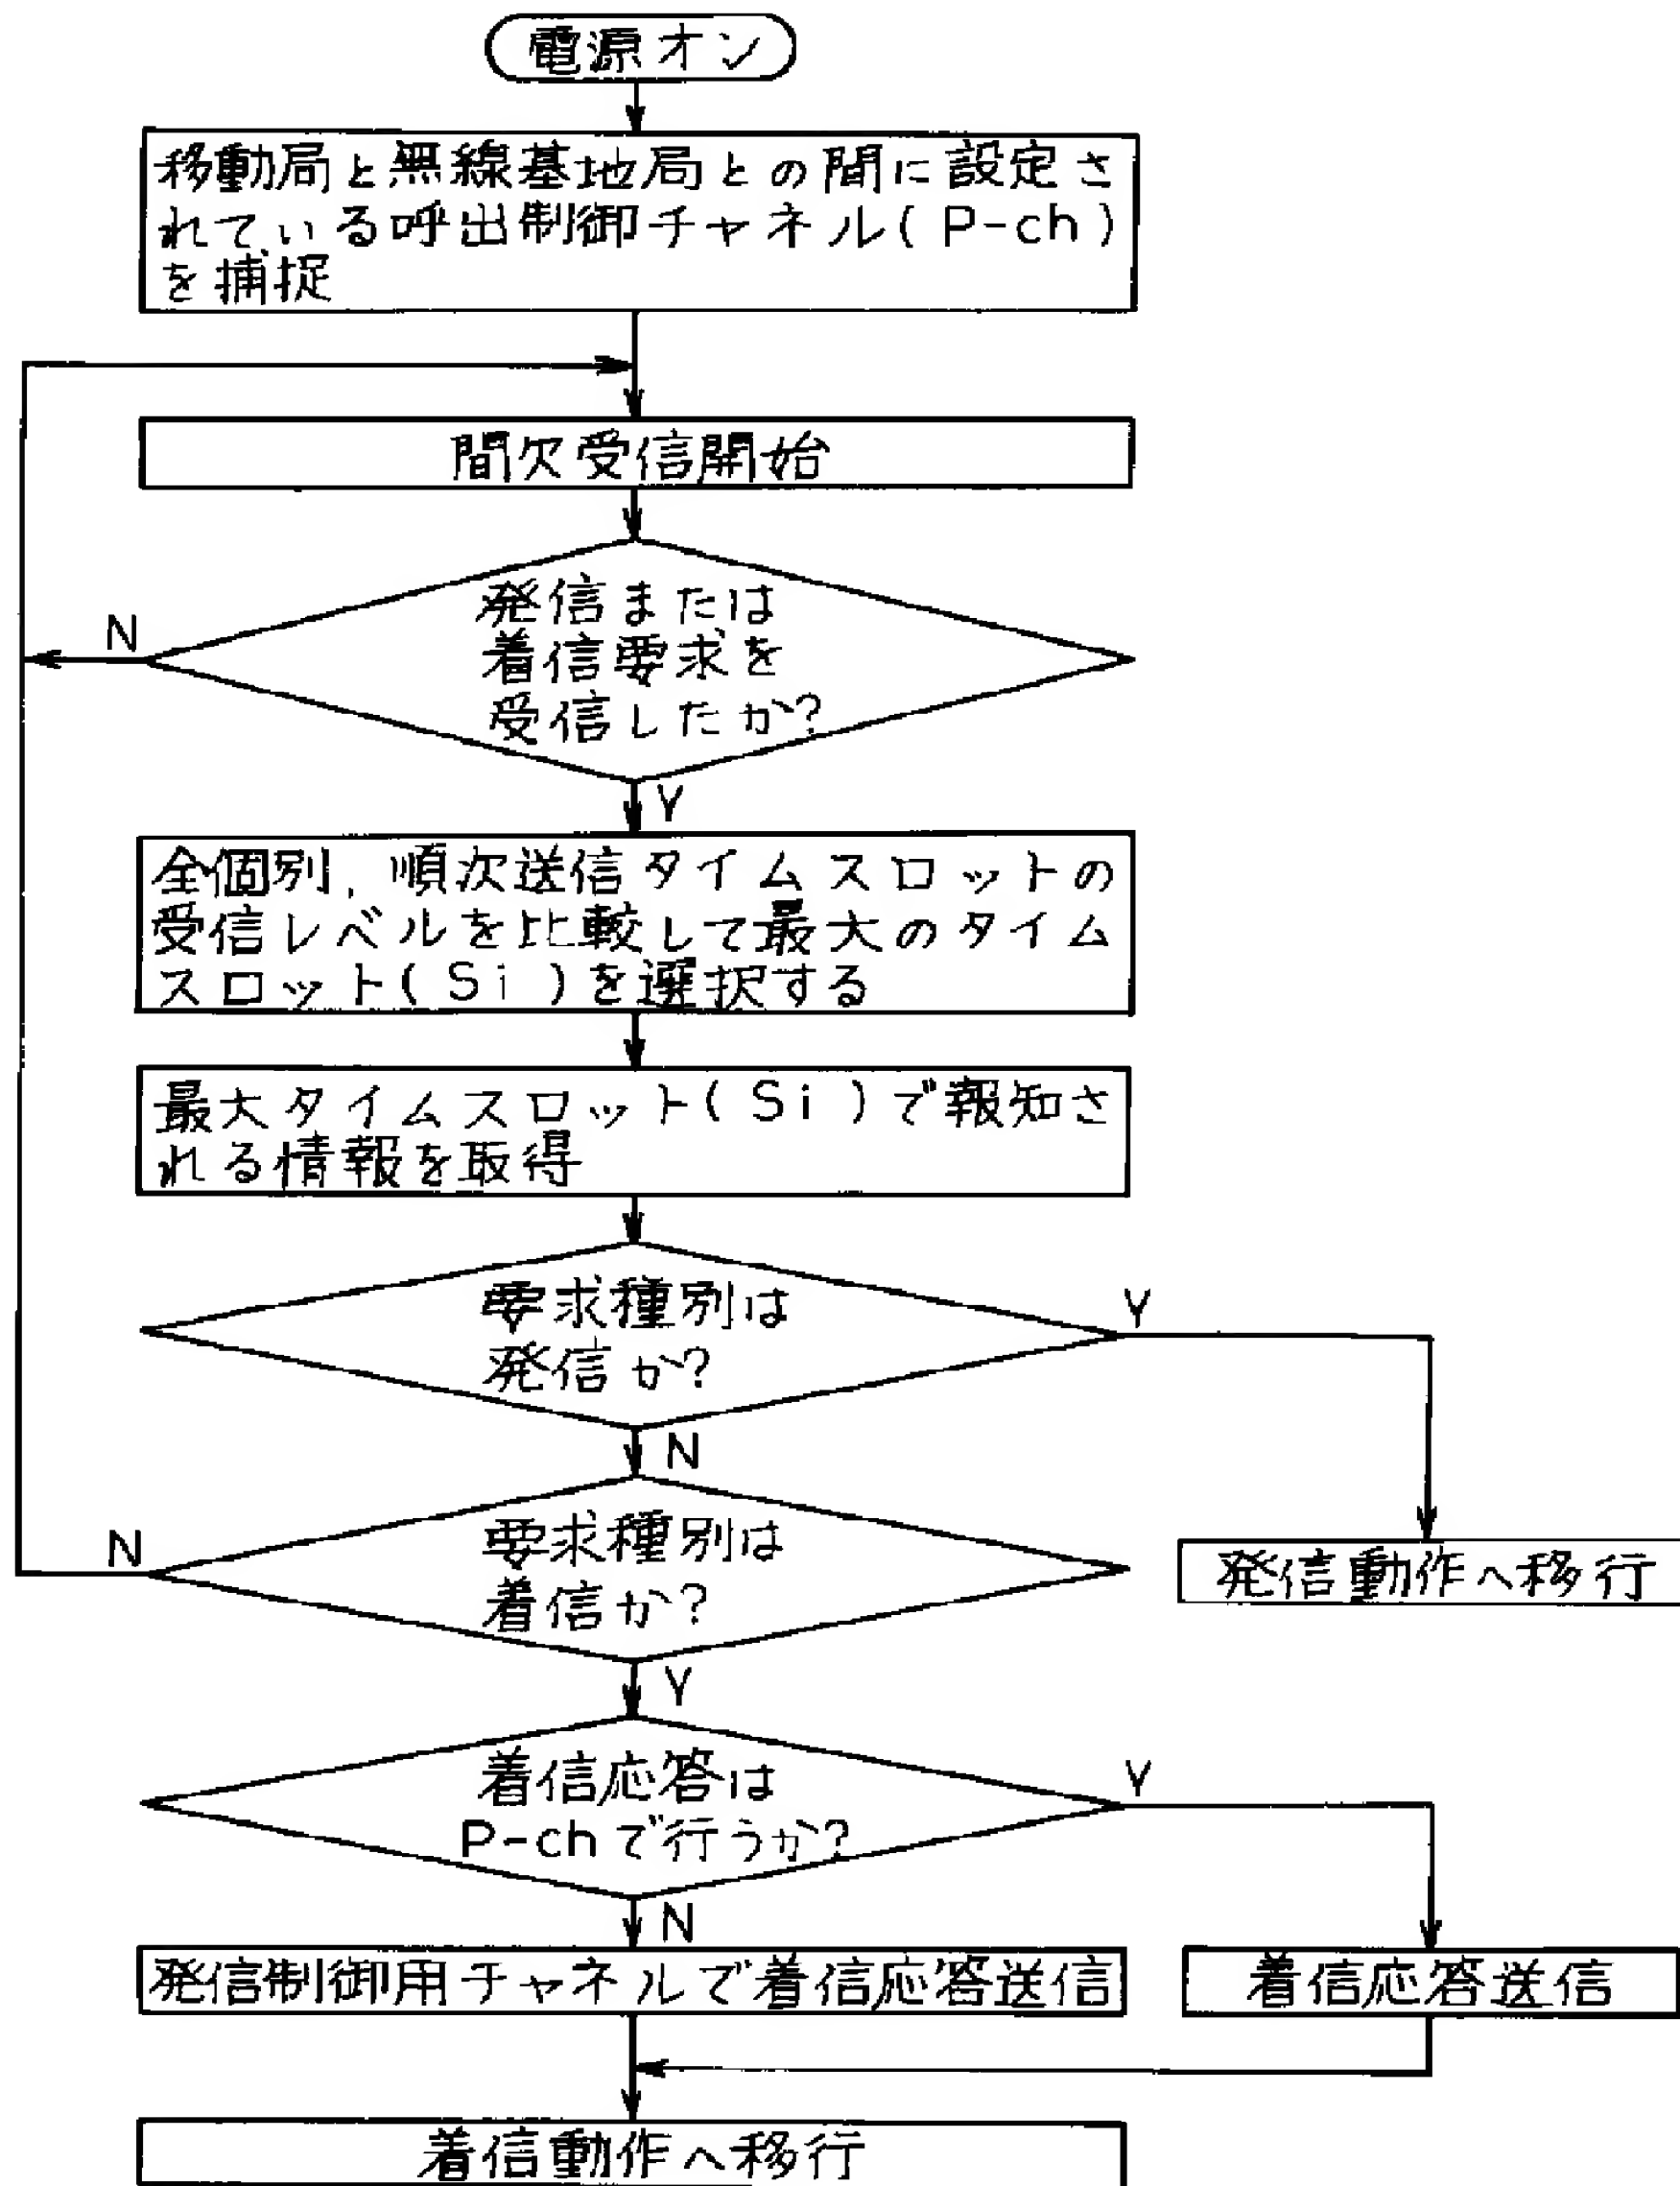 電源オン
移動局と無線基地局との間に設定さ
れている呼出制御チャネル(P-ch)
を捕捉
間欠受信開始
発信または
着信要求を
受信したか?
N
Y
全個別、順次送信タイムスロットの
受信レベルを比較して最大のタイム
スロット(Si)を選択する
最大タイムスロット(Si)で報知さ
れる情報を取得
要求種別は
発信か?
Y
N
要求種別は
着信か?
N
発信動作へ移行
Y
着信応答は
P-chで行うか?
Y
N
発信制御用チャネルで着信応答送信
着信応答送信
着信動作へ移行